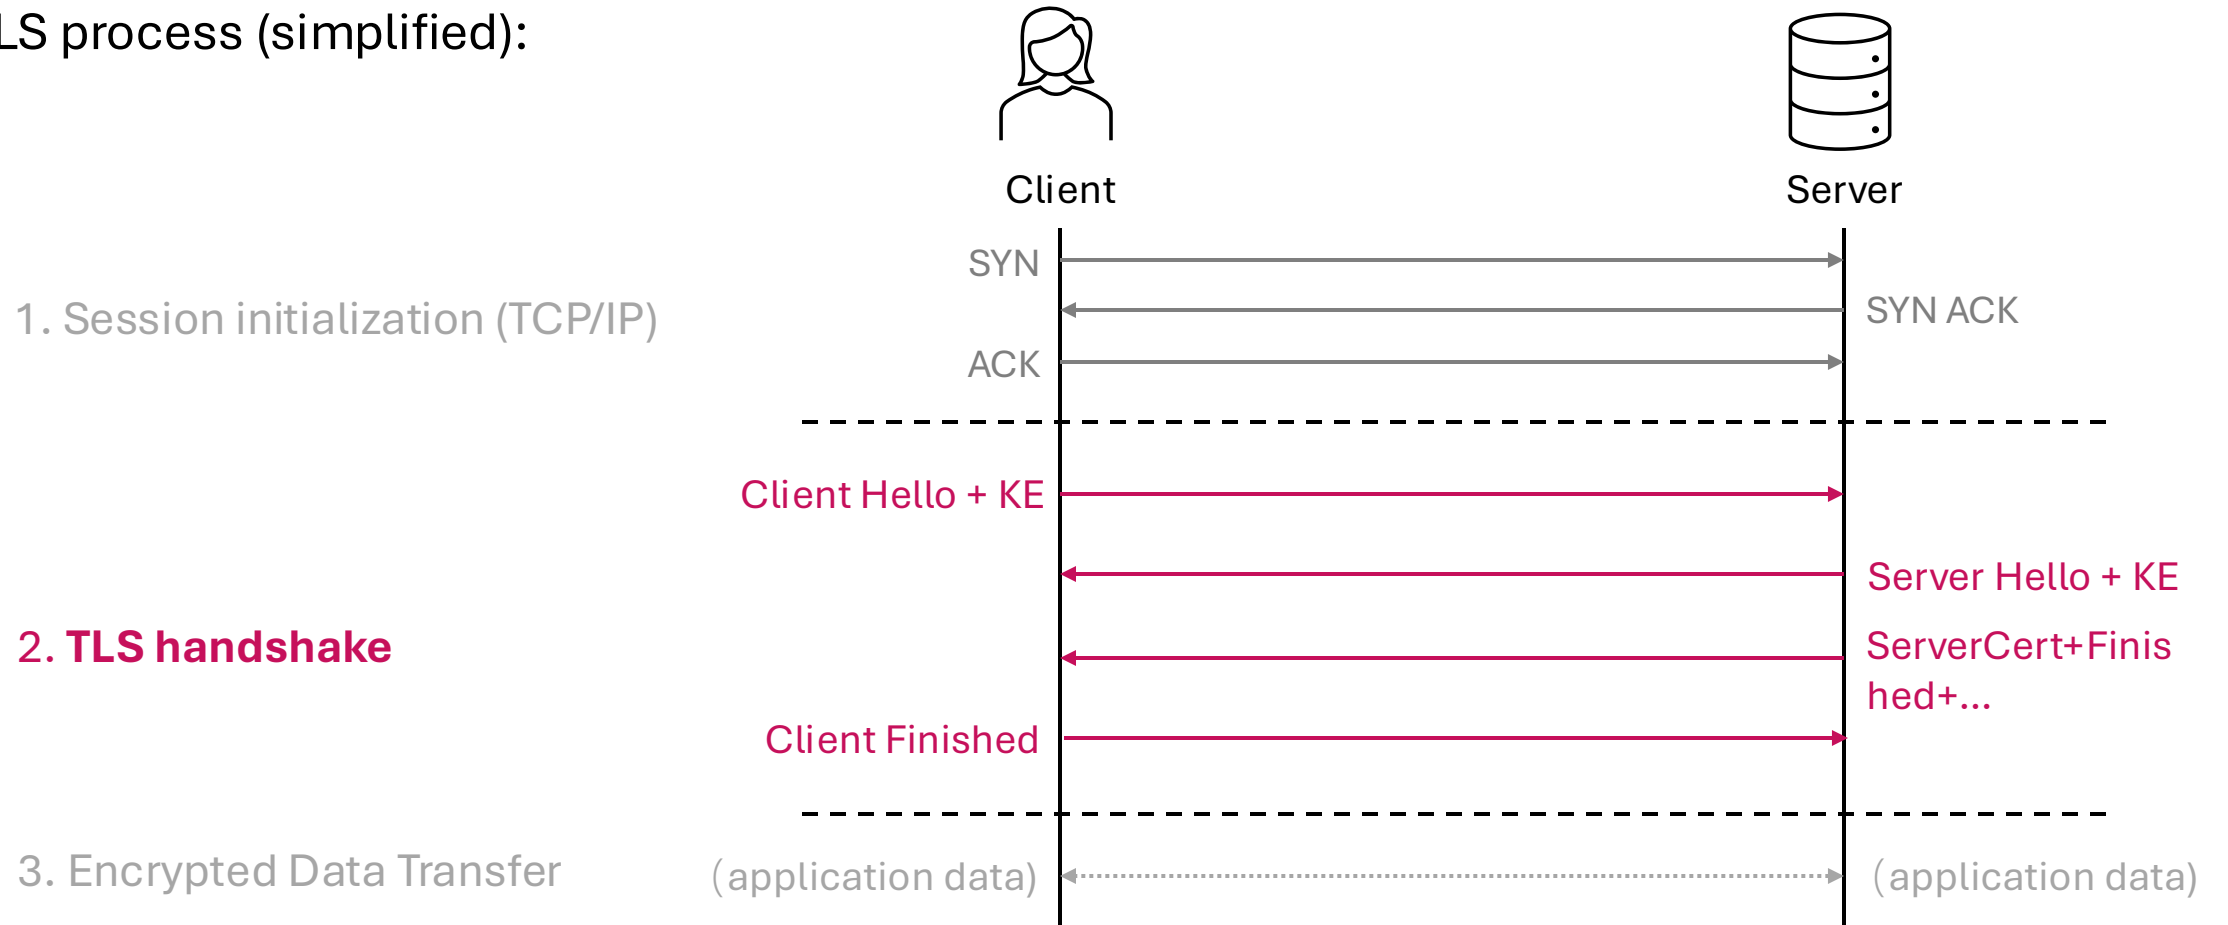 LS process (simplified):
Client
Server
SYN
1. Session initialization (TCP/IP)
SYN ACK
ACK
Client Hello + KE
Server Hello + KE
2. TLS handshake
ServerCert+Finis
hed+...
Client Finished
3. Encrypted Data Transfer
(application data)
(application data)